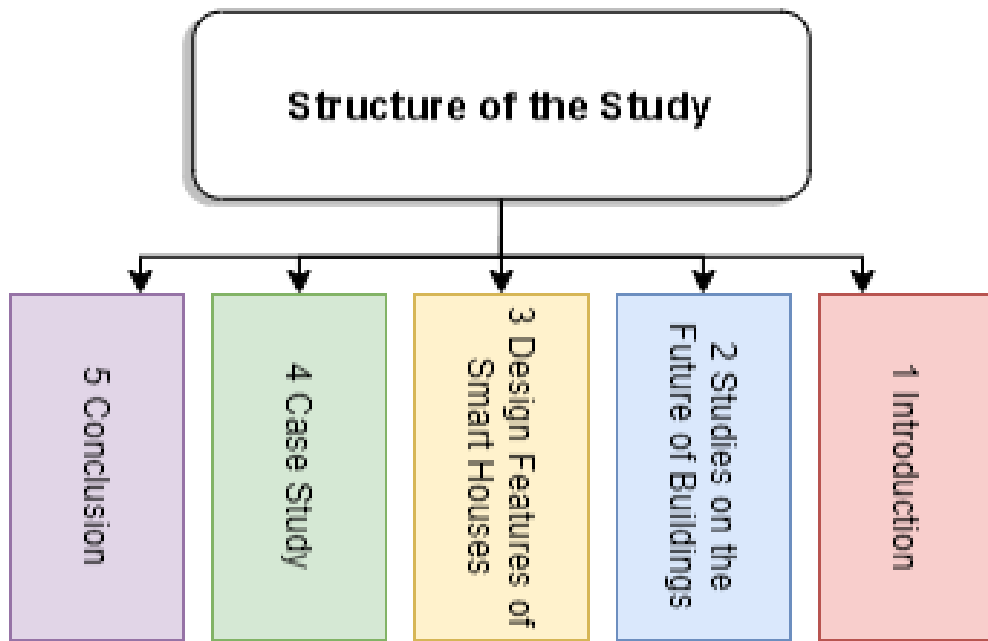 Structure of the Study
1 Introduction
2 Studies on the
Future of Buildings
3 Design Features of
Smart Houses
4 Case Study
5 Conclusion